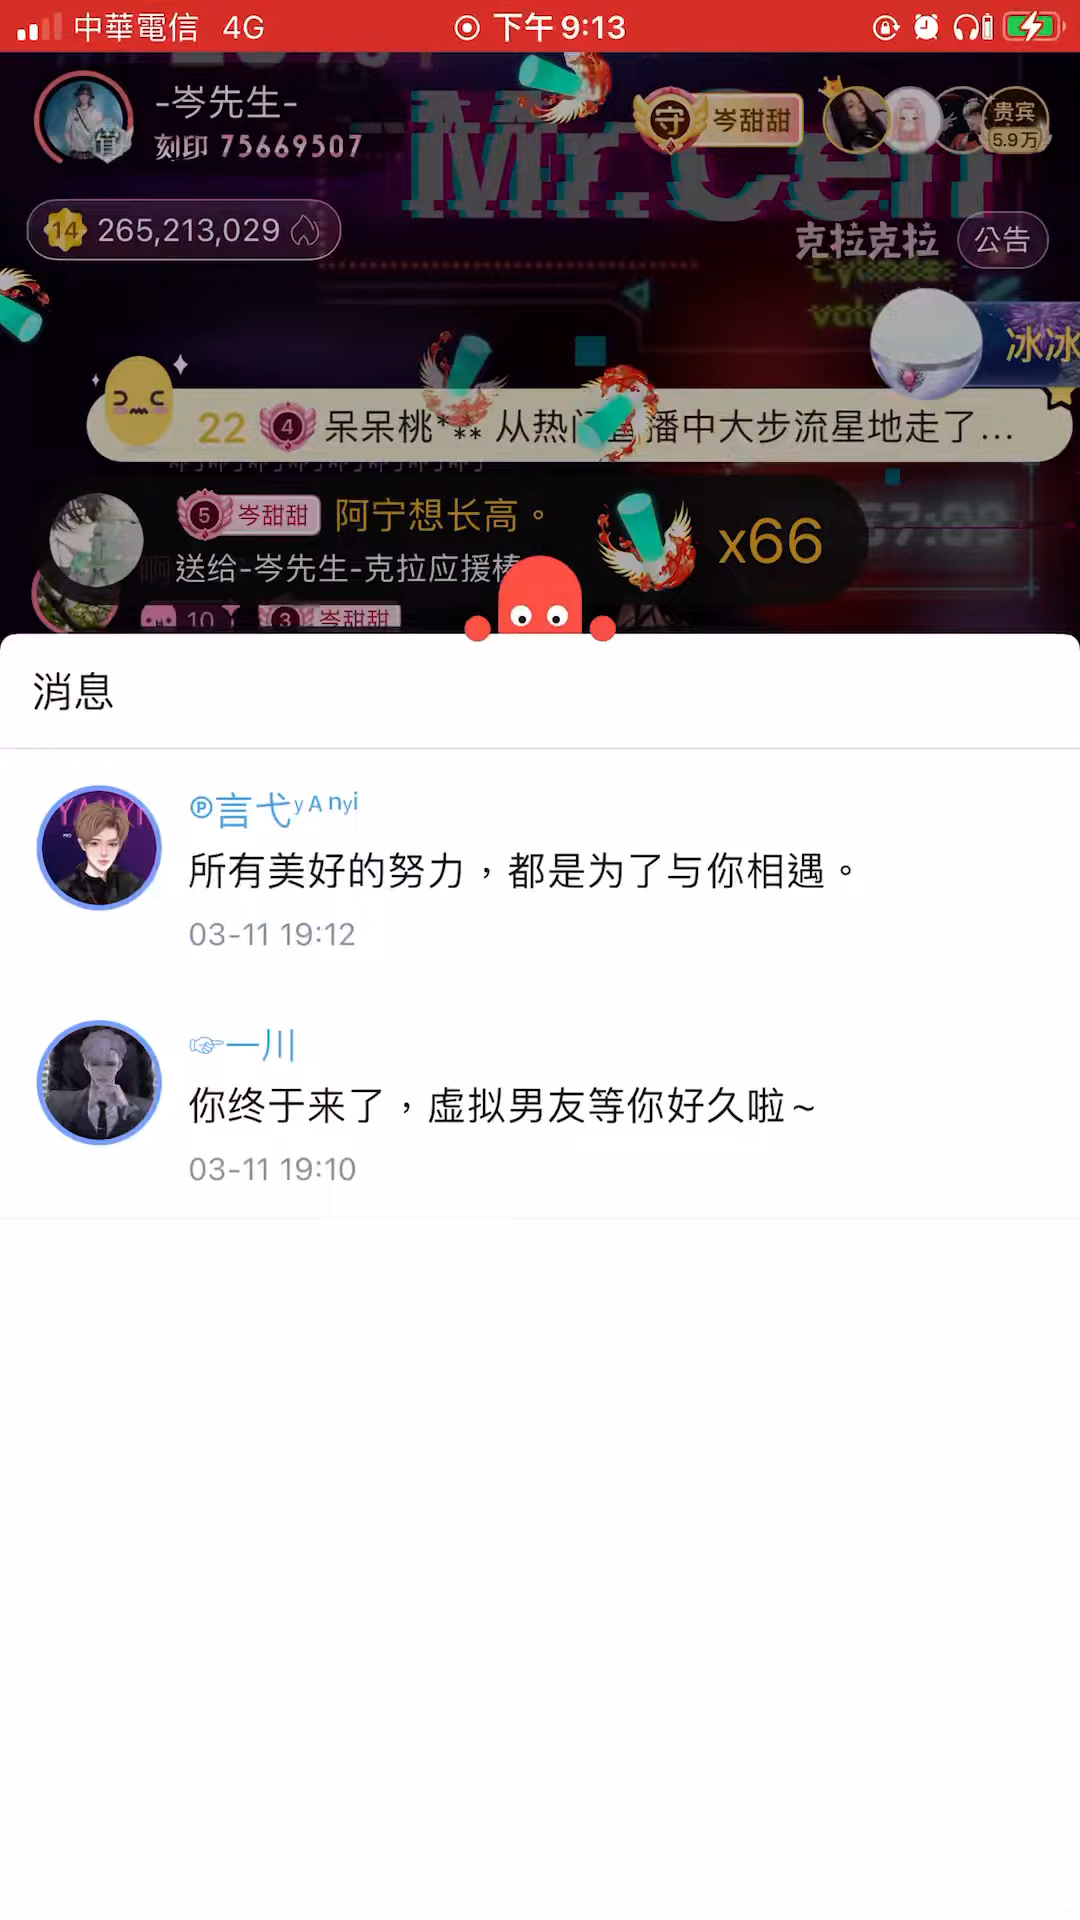 中華電信 4G
下午 9:13
-岑先生-
刻印 75669507
守 岑甜甜
贵宾
5.9万
Mr.Cen
14 265,213,029
克拉克拉
公告
冰冰
22 4 呆呆桃*** 从热门 播中大步流星地走了...
5 岑甜甜 阿宁想长高。
送给-岑先生-克拉应援棒
x66
10 3 岑甜甜
消息
Ⓟ言弋ʸᴬⁿʸⁱ
所有美好的努力，都是为了与你相遇。
03-11 19:12
☞一川
你终于来了，虚拟男友等你好久啦～
03-11 19:10